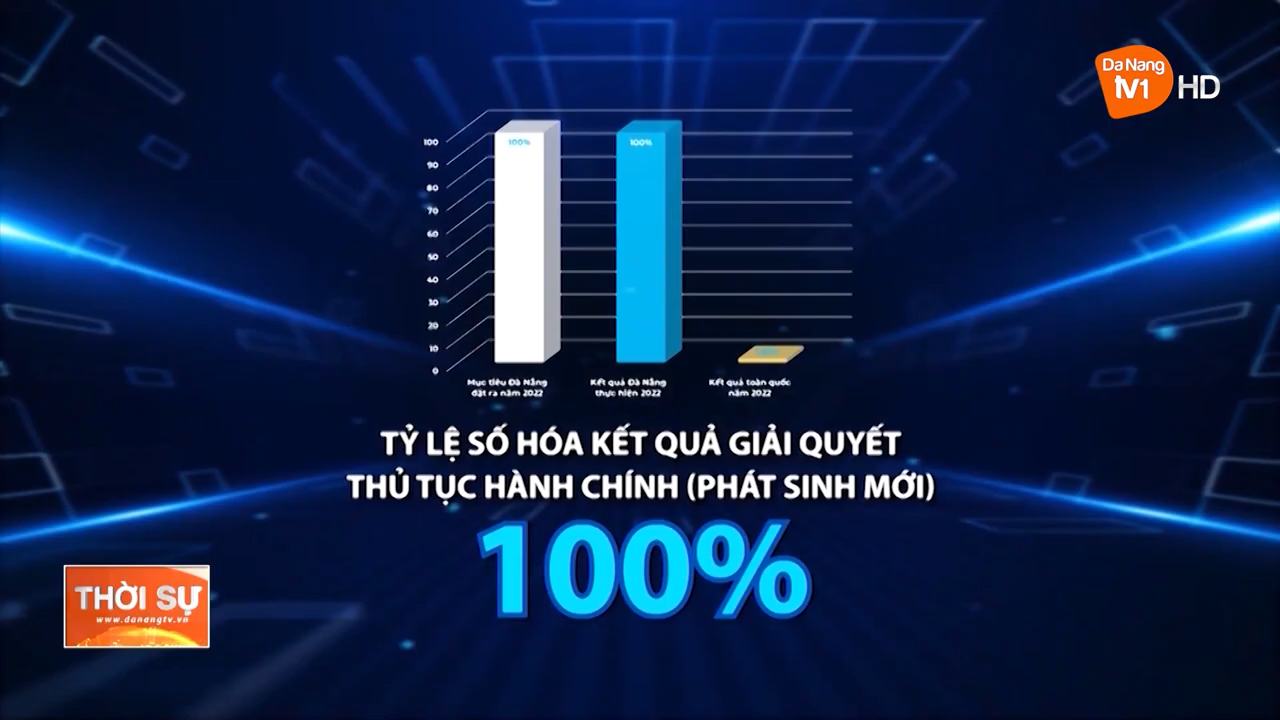 DaNang
tv1 HD
100
90
80
70
60
50
40
30
20
10
0
100%
100%
Mục tiêu Đà Nẵng
đặt ra năm 2022
Kết quả Đà Nẵng
thực hiện 2022
Kết quả toàn quốc
năm 2022
TỶ LỆ SỐ HÓA KẾT QUẢ GIẢI QUYẾT
THỦ TỤC HÀNH CHÍNH (PHÁT SINH MỚI)
100%
THỜI SỰ
www.danangtv.vn